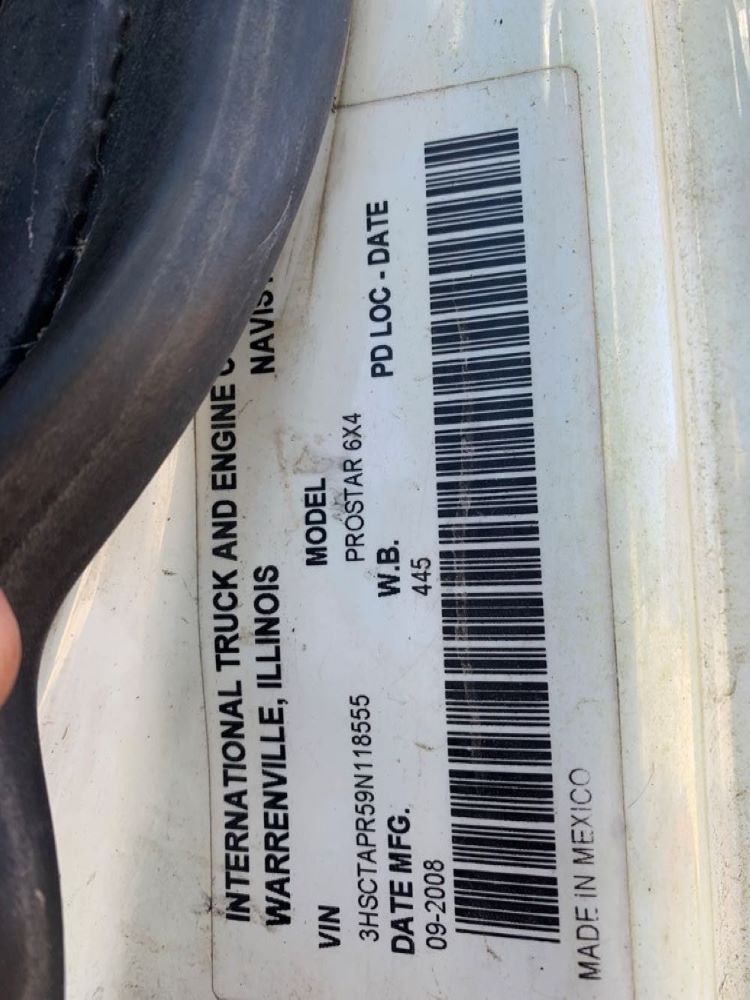 INTERNATIONAL TRUCK AND ENGINE
WARRENVILLE, ILLINOIS
VIN MODEL
3HSCTAPR59N118555 PROSTAR 6X4
DATE MFG. W.B. PD LOC - DATE
09-2008 445
MADE IN MEXICO